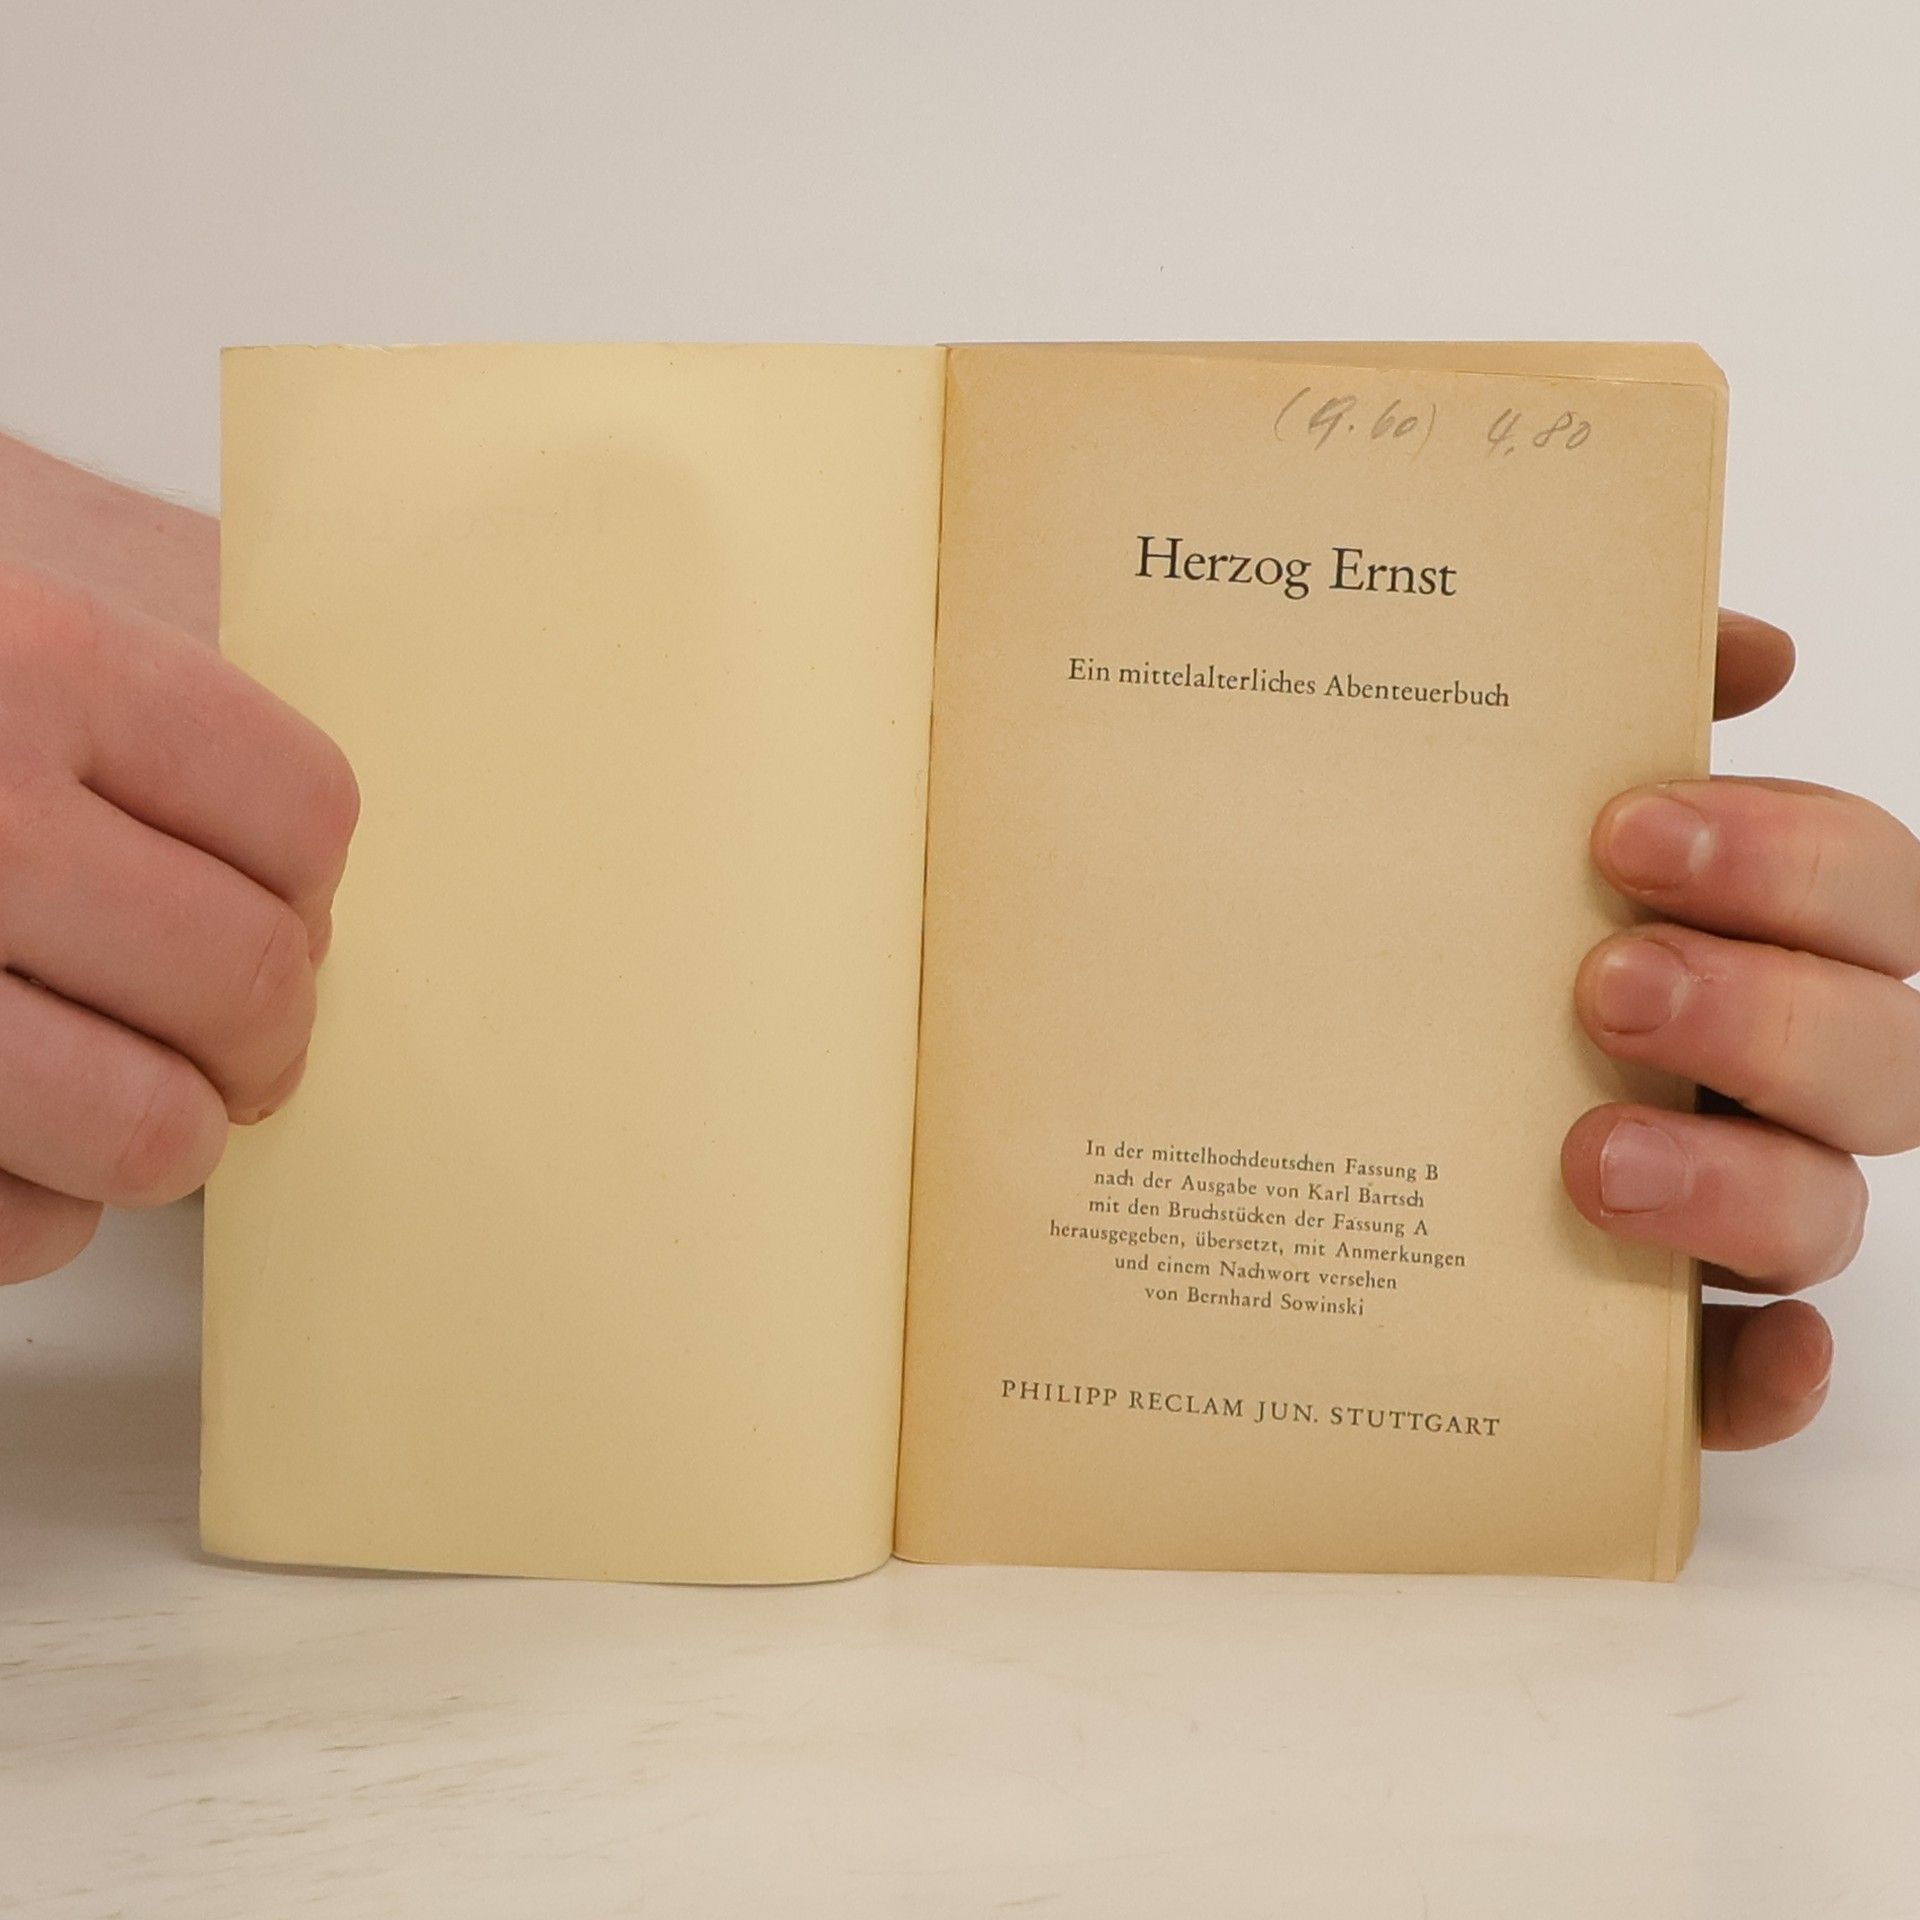 (9.60) 4.80
Herzog Ernst
Ein mittelalterliches Abenteuerbuch
In der mittelhochdeutschen Fassung B
nach der Ausgabe von Karl Bartsch
mit den Bruchstücken der Fassung A
herausgegeben, übersetzt, mit Anmerkungen
und einem Nachwort versehen
von Bernhard Sowinski
PHILIPP RECLAM JUN. STUTTGART